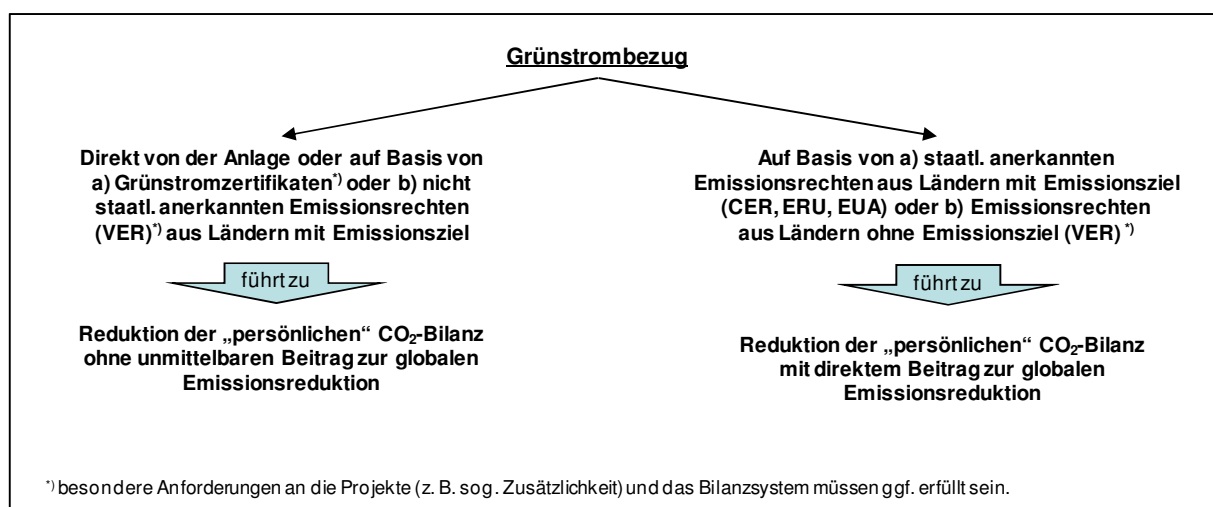 Grünstrombezug
Direkt von der Anlage oder auf Basis von
a) Grünstromzertifikaten*) oder b) nicht
staatl. anerkannten Emissionsrechten
(VER)*) aus Ländern mit Emissionsziel
führt zu
Reduktion der „persönlichen“ CO₂-Bilanz
ohne unmittelbaren Beitrag zur globalen
Emissionsreduktion
Auf Basis von a) staatl. anerkannten
Emissionsrechten aus Ländern mit Emissionsziel
(CER, ERU, EUA) oder b) Emissionsrechten
aus Ländern ohne Emissionsziel (VER) *)
führt zu
Reduktion der „persönlichen“ CO₂-Bilanz
mit direktem Beitrag zur globalen
Emissionsreduktion
*) besondere Anforderungen an die Projekte (z. B. sog. Zusätzlichkeit) und das Bilanzsystem müssen ggf. erfüllt sein.